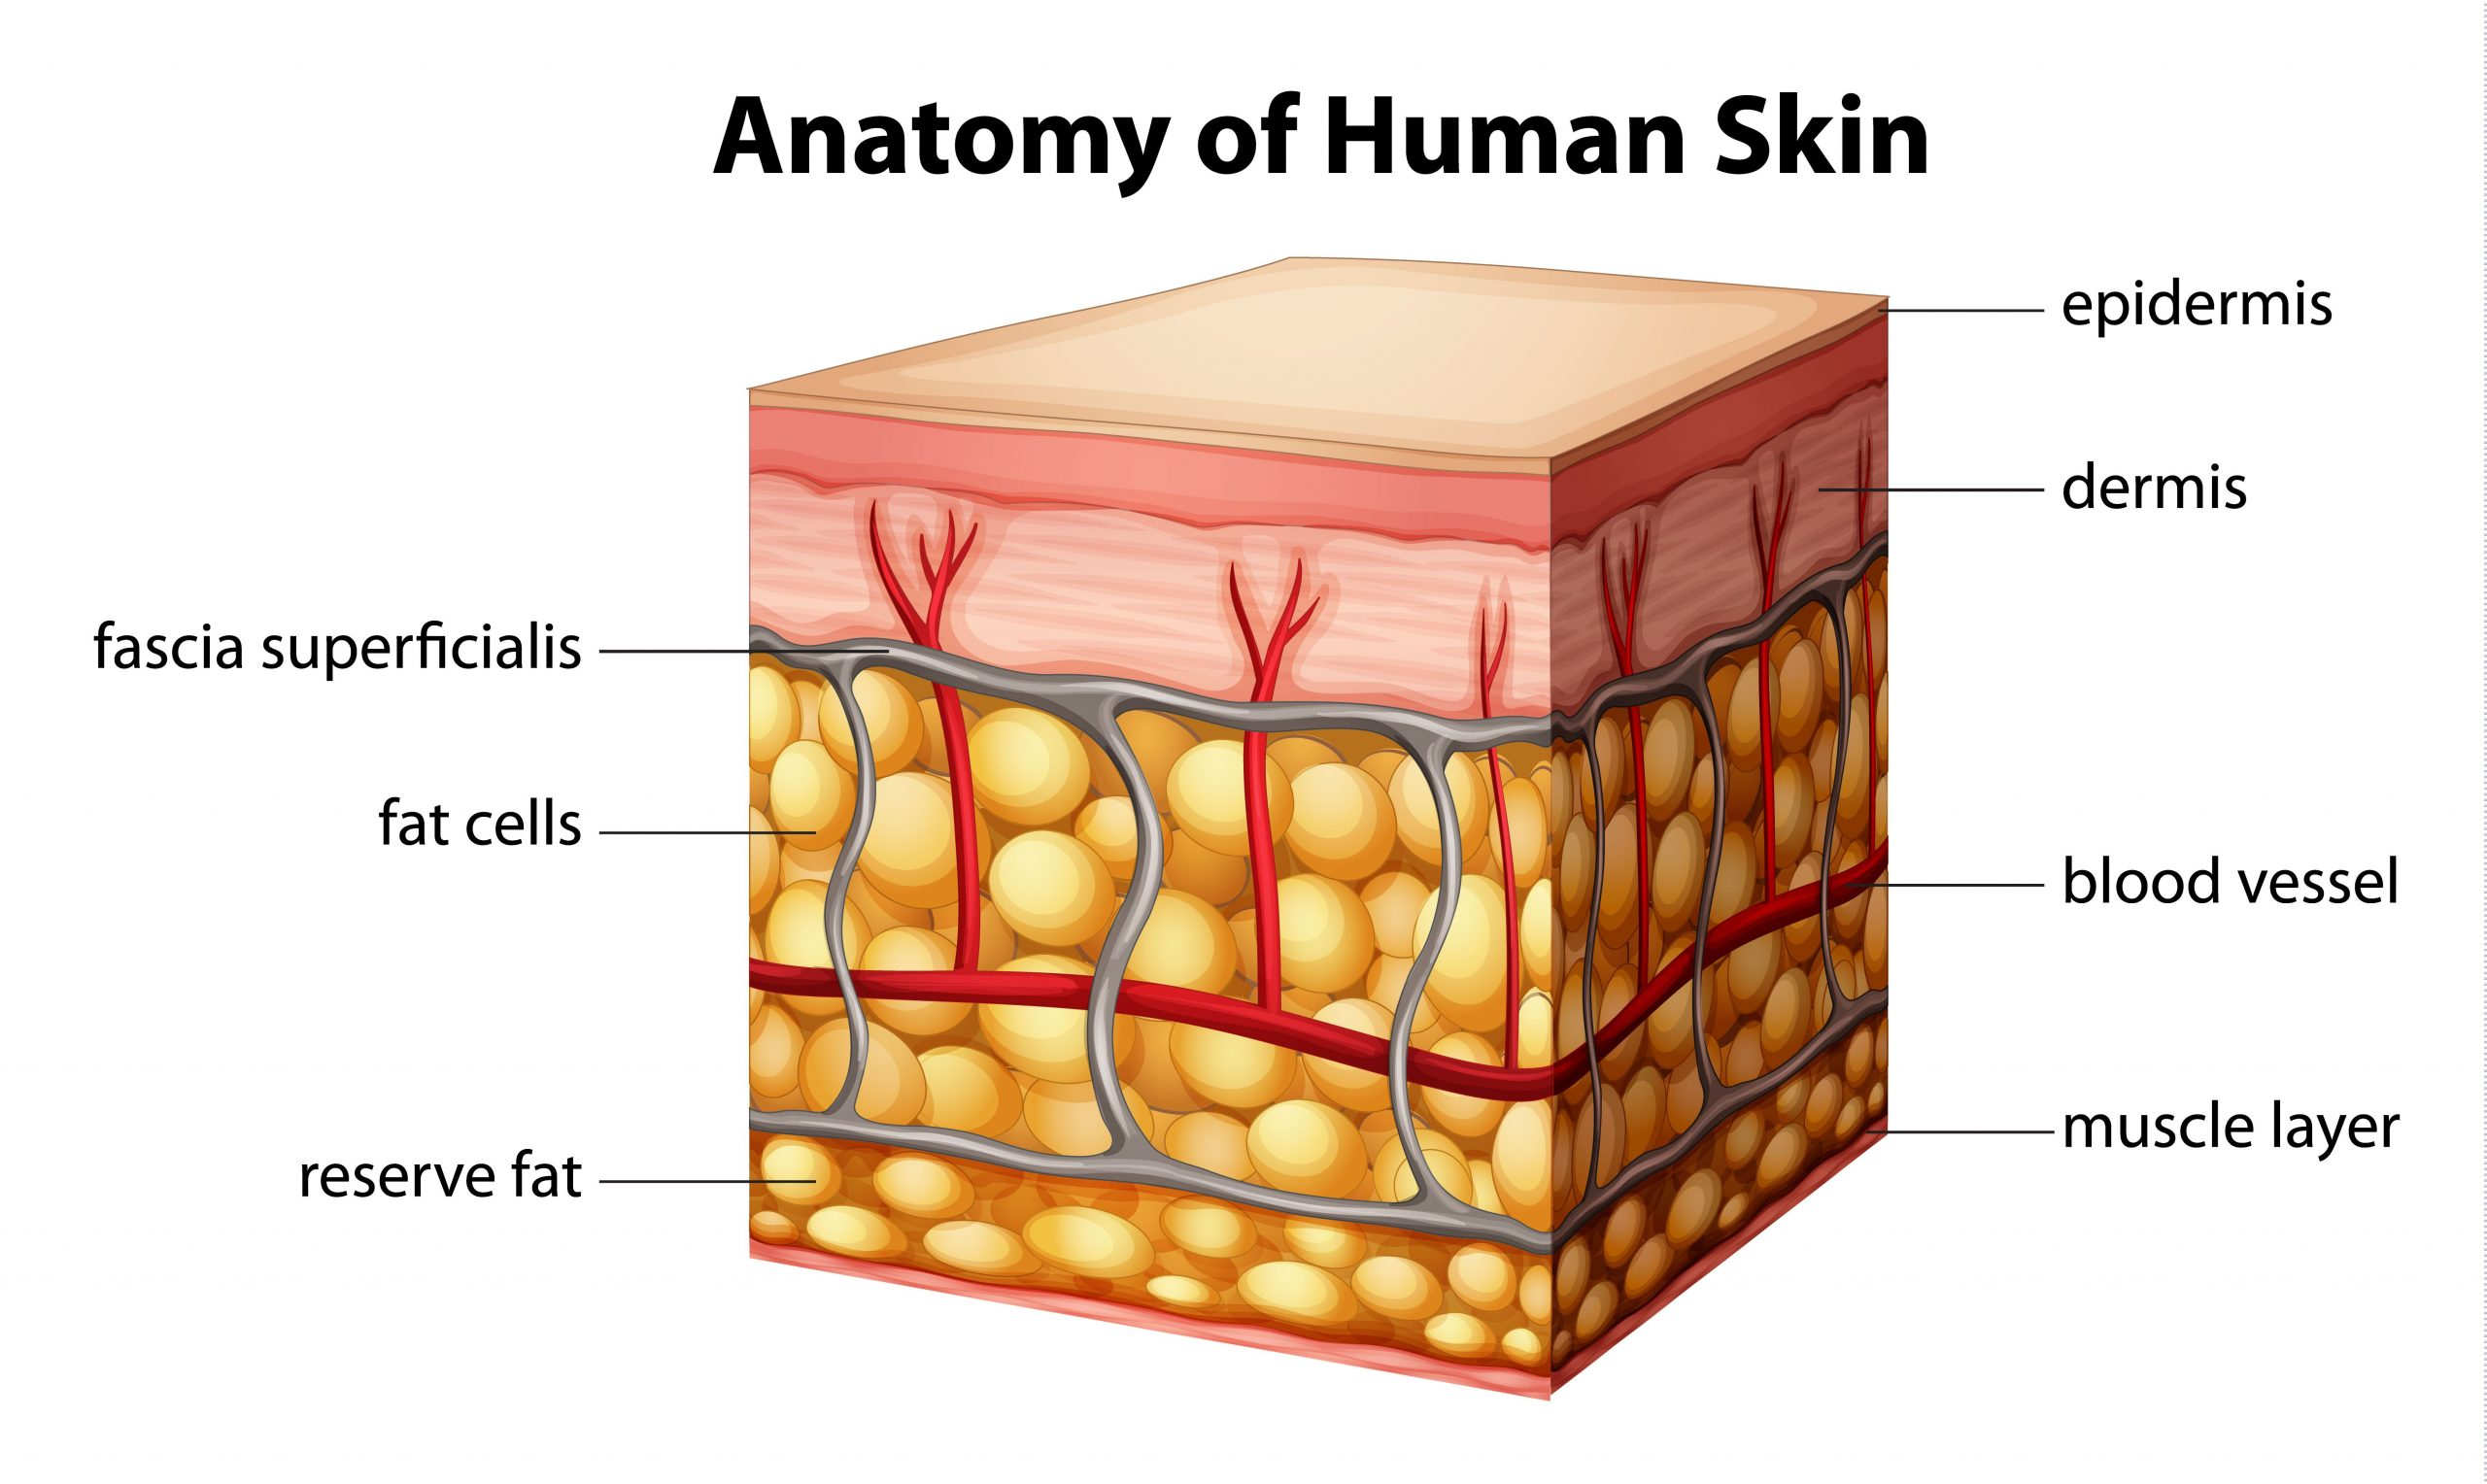 Anatomy of Human Skin
epidermis
dermis
fascia superficialis
fat cells
blood vessel
muscle layer
reserve fat